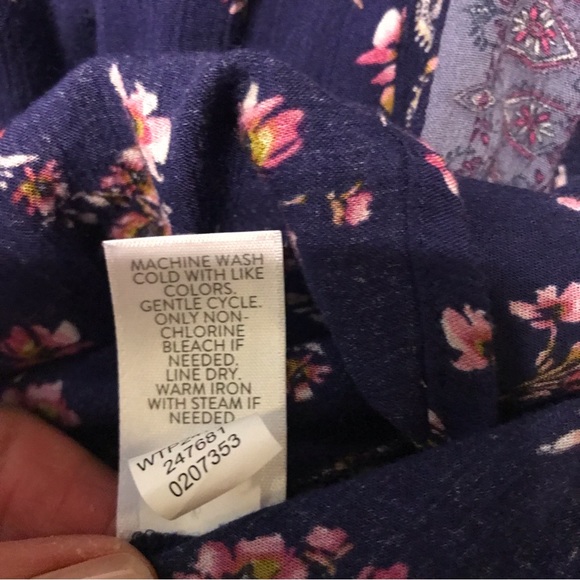 MACHINE WASH
COLD WITH LIKE
COLORS.
GENTLE CYCLE.
ONLY NON-
CHLORINE
BLEACH IF
NEEDED.
LINE DRY.
WARM IRON
WITH STEAM IF
NEEDED
247681
0207353